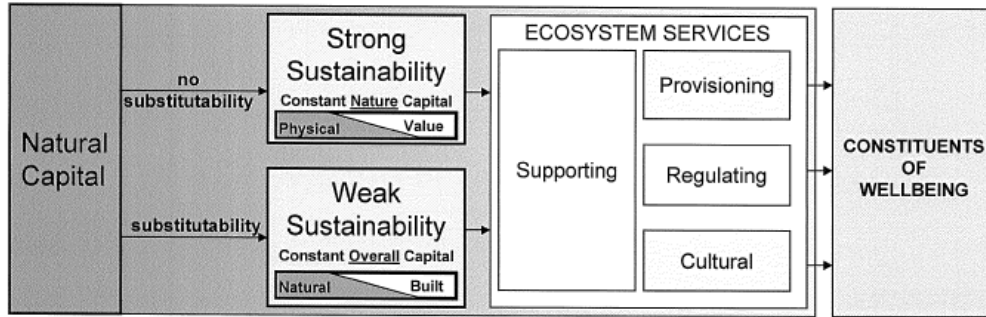 Natural
Capital
no
substitutability
substitutability
Strong
Sustainability
Constant Nature Capital
Physical
Value
Weak
Sustainability
Constant Overall Capital
Natural
Built
ECOSYSTEM SERVICES
Supporting
Provisioning
Regulating
Cultural
CONSTITUENTS
OF
WELLBEING